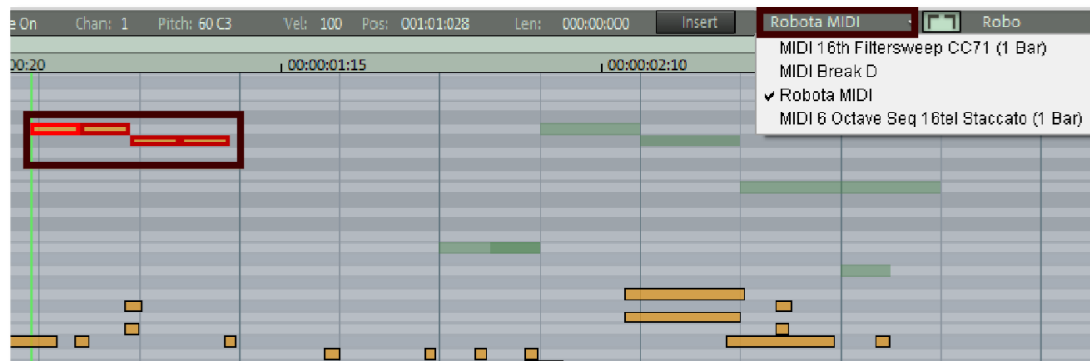 e On Chan: 1 Pitch: 60 C3 Vel: 100 Pos: 001:01:028 Len: 000:00:000 Insert Robota MIDI Robo
MIDI 16th Filtersweep CC71 (1 Bar)
00:20 00:00:01:15 00:00:02:10 MIDI Break D
Robota MIDI
MIDI 6 Octave Seq 16tel Staccato (1 Bar)